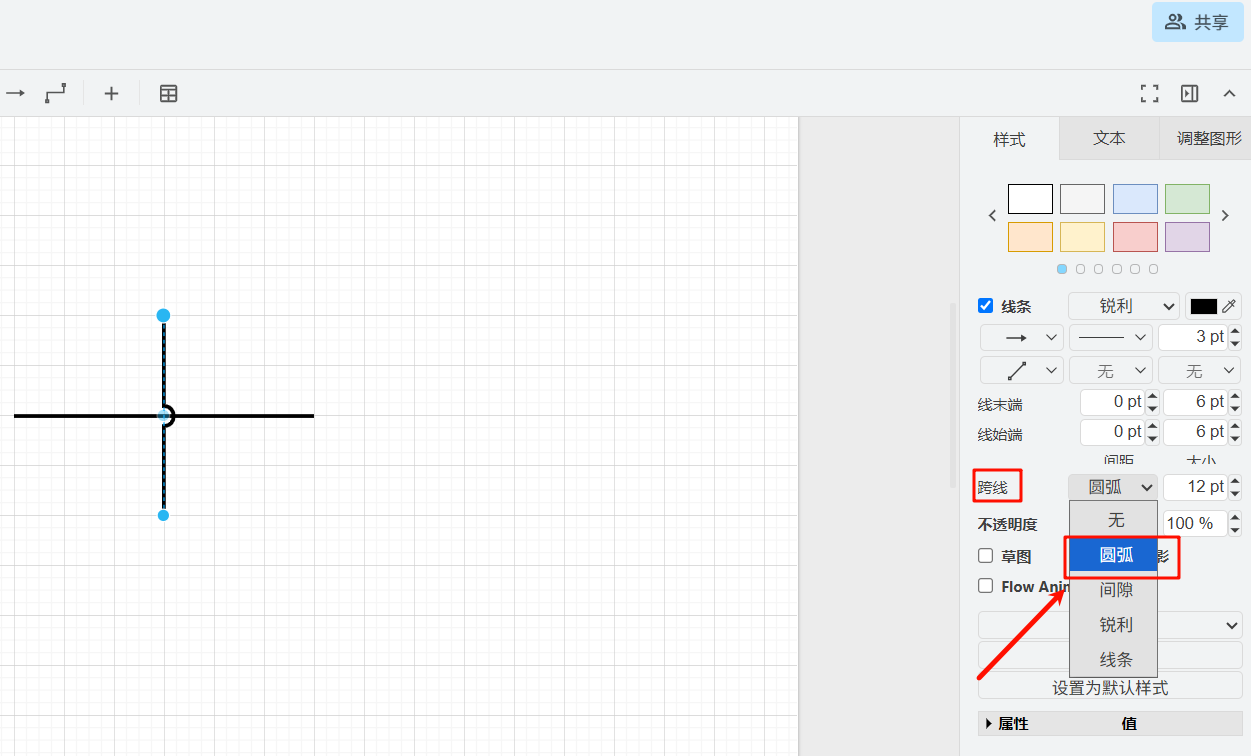 共享
样式 文本 调整图形
线条 锐利
3 pt
无 无
线末端 0 pt 6 pt
线始端 0 pt 6 pt
间距 大小
跨线 圆弧 12 pt
无
不透明度 100 %
圆弧
草图 影
Flow Anim
间隙
锐利
线条
设置为默认样式
属性 值